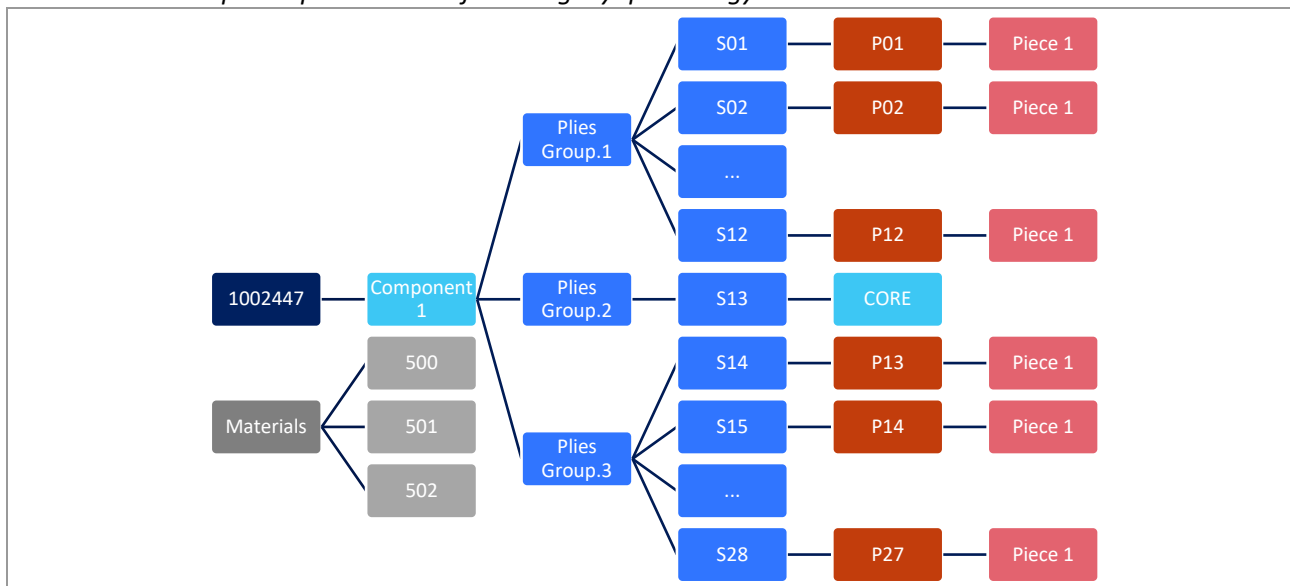 S01 P01 Piece 1
S02 P02 Piece 1
Plies
Group.1
...
S12 P12 Piece 1
1002447 Component
1
Plies
Group.2
S13 CORE
500 S14 P13 Piece 1
Materials 501 S15 P14 Piece 1
Plies
Group.3
502 ...
S28 P27 Piece 1